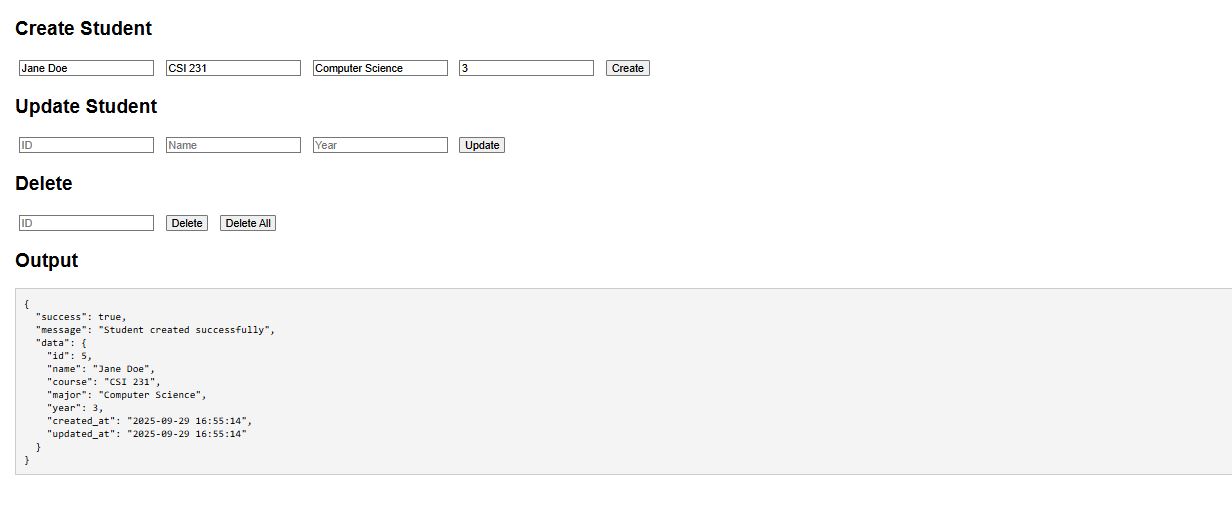 Create Student
Jane Doe CSI 231 Computer Science 3 Create
Update Student
ID Name Year Update
Delete
ID Delete Delete All
Output
{
  "success": true,
  "message": "Student created successfully",
  "data": {
    "id": 5,
    "name": "Jane Doe",
    "course": "CSI 231",
    "major": "Computer Science",
    "year": 3,
    "created_at": "2025-09-29 16:55:14",
    "updated_at": "2025-09-29 16:55:14"
  }
}